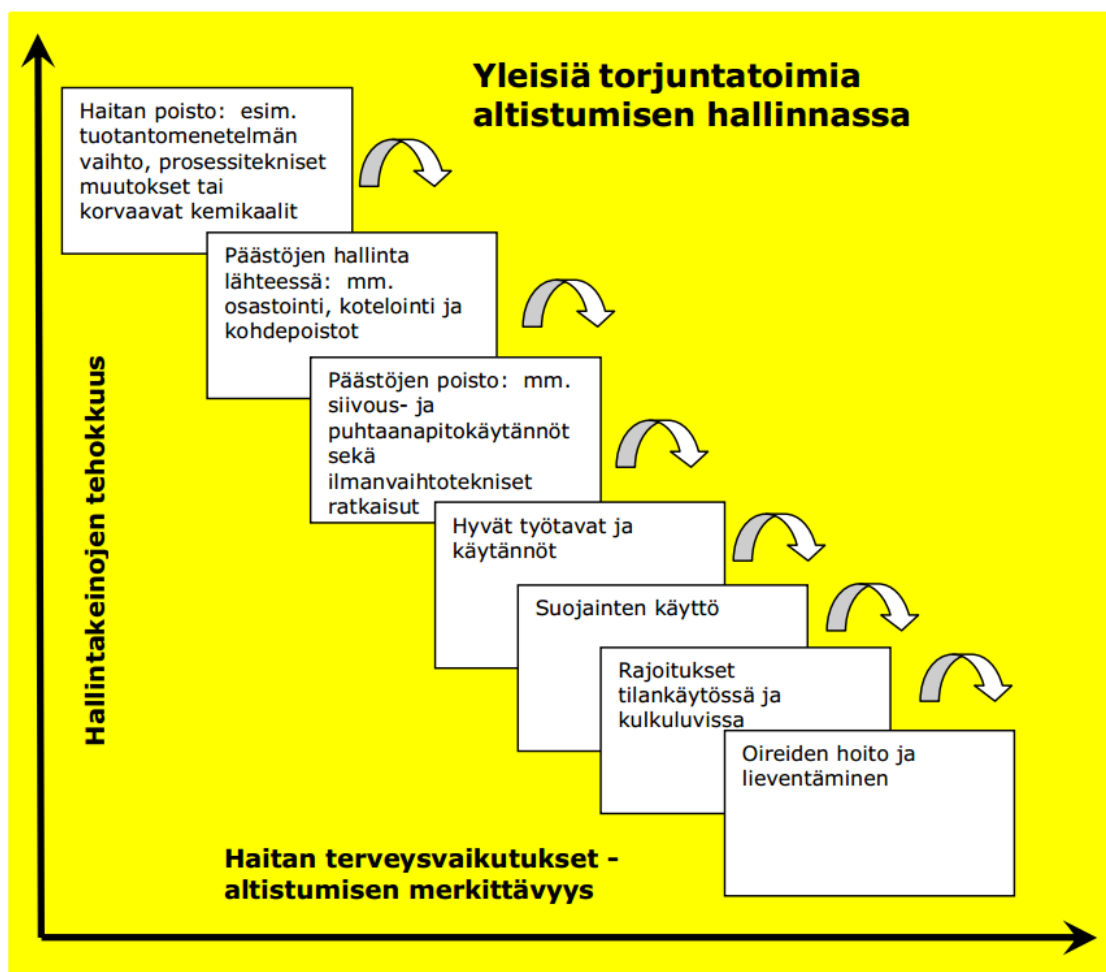 Yleisiä torjuntatoimia
altistumisen hallinnassa
Haitan poisto: esim.
tuotantomenetelmän
vaihto, prosessitekniset
muutokset tai
korvaavat kemikaalit
Päästöjen hallinta
lähteessä: mm.
osastointi, kotelointi ja
kohdepoistot
Päästöjen poisto: mm.
siivous- ja
puhtaanapitokäytännöt
sekä
ilmanvaihtotekniset
ratkaisut
Hyvät työtavat ja
käytännöt
Suojainten käyttö
Rajoitukset
tilankäytössä ja
kulkuluvissa
Oireiden hoito ja
lieventäminen
Hallintakeinojen tehokkuus
Haitan terveysvaikutukset -
altistumisen merkittävyys